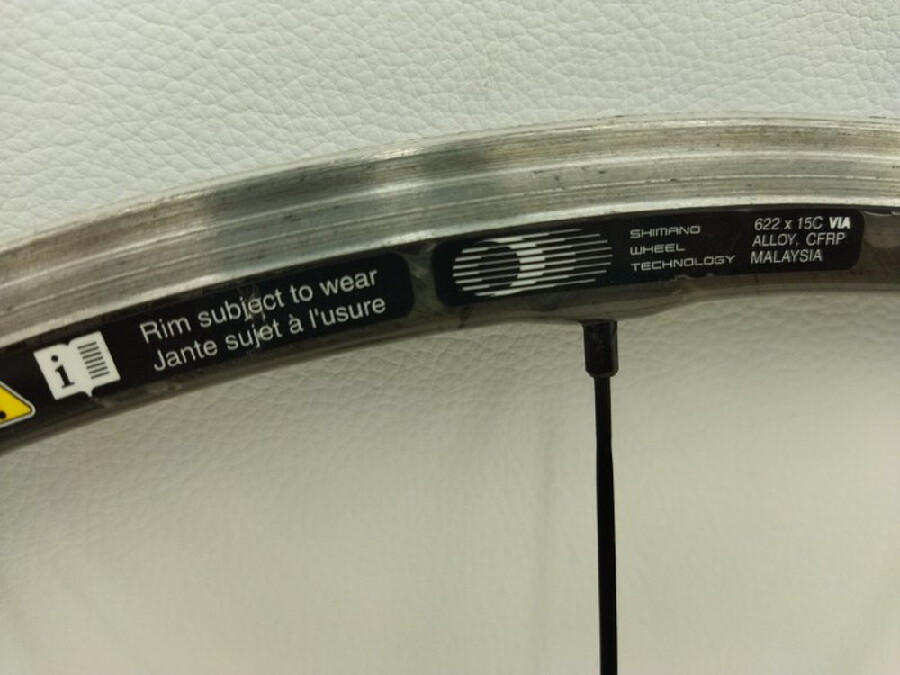 i
Rim subject to wear
Jante sujet à l'usure
SHIMANO
WHEEL
TECHNOLOGY
622 x 15C VIA
ALLOY, CFRP
MALAYSIA